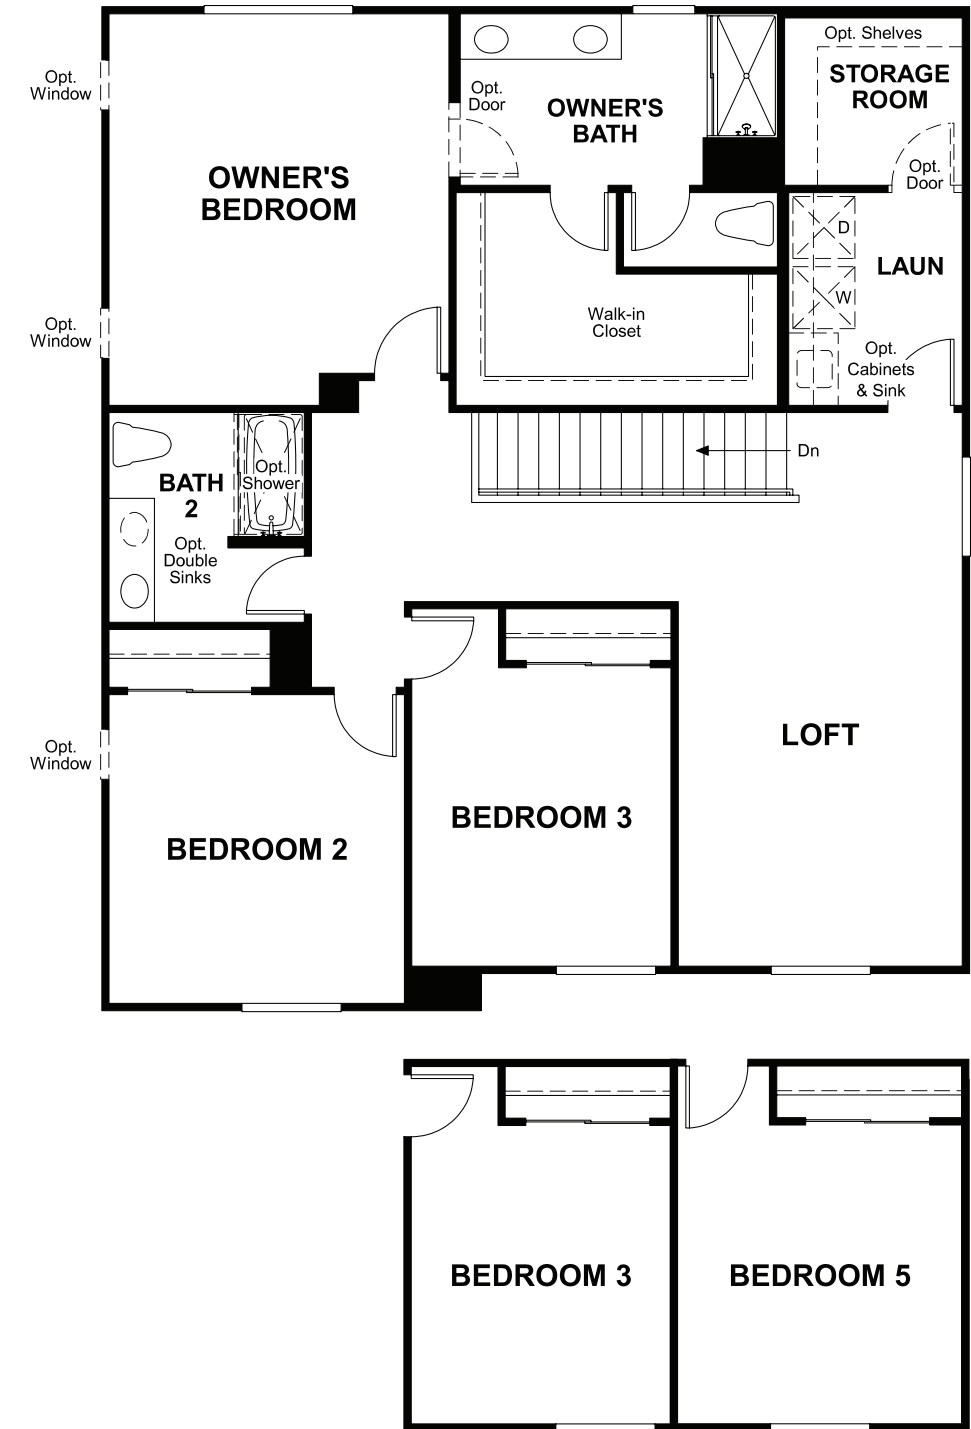 Opt. Shelves
STORAGE
ROOM
Opt.
Door
Opt.
Window
Opt.
Door
OWNER'S
BATH
OWNER'S
BEDROOM
D
LAUN
W
Walk-in
Closet
Opt.
Window
Opt.
Cabinets
& Sink
Dn
Opt.
Shower
BATH
2
Opt.
Double
Sinks
LOFT
Opt.
Window
BEDROOM 3
BEDROOM 2
BEDROOM 3
BEDROOM 5